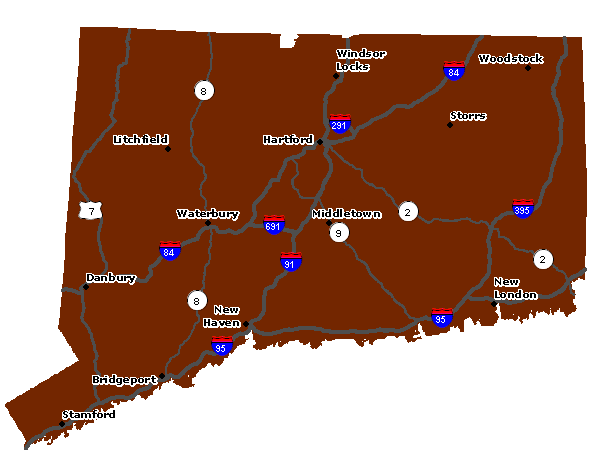 Windsor
Locks
Woodstock
84
8
Storrs
291
Litchfield
Hartford
7
Waterbury
Middletown
2
395
691
9
84
91
2
Danbury
New
London
8
New
Haven
95
95
Bridgeport
Stamford